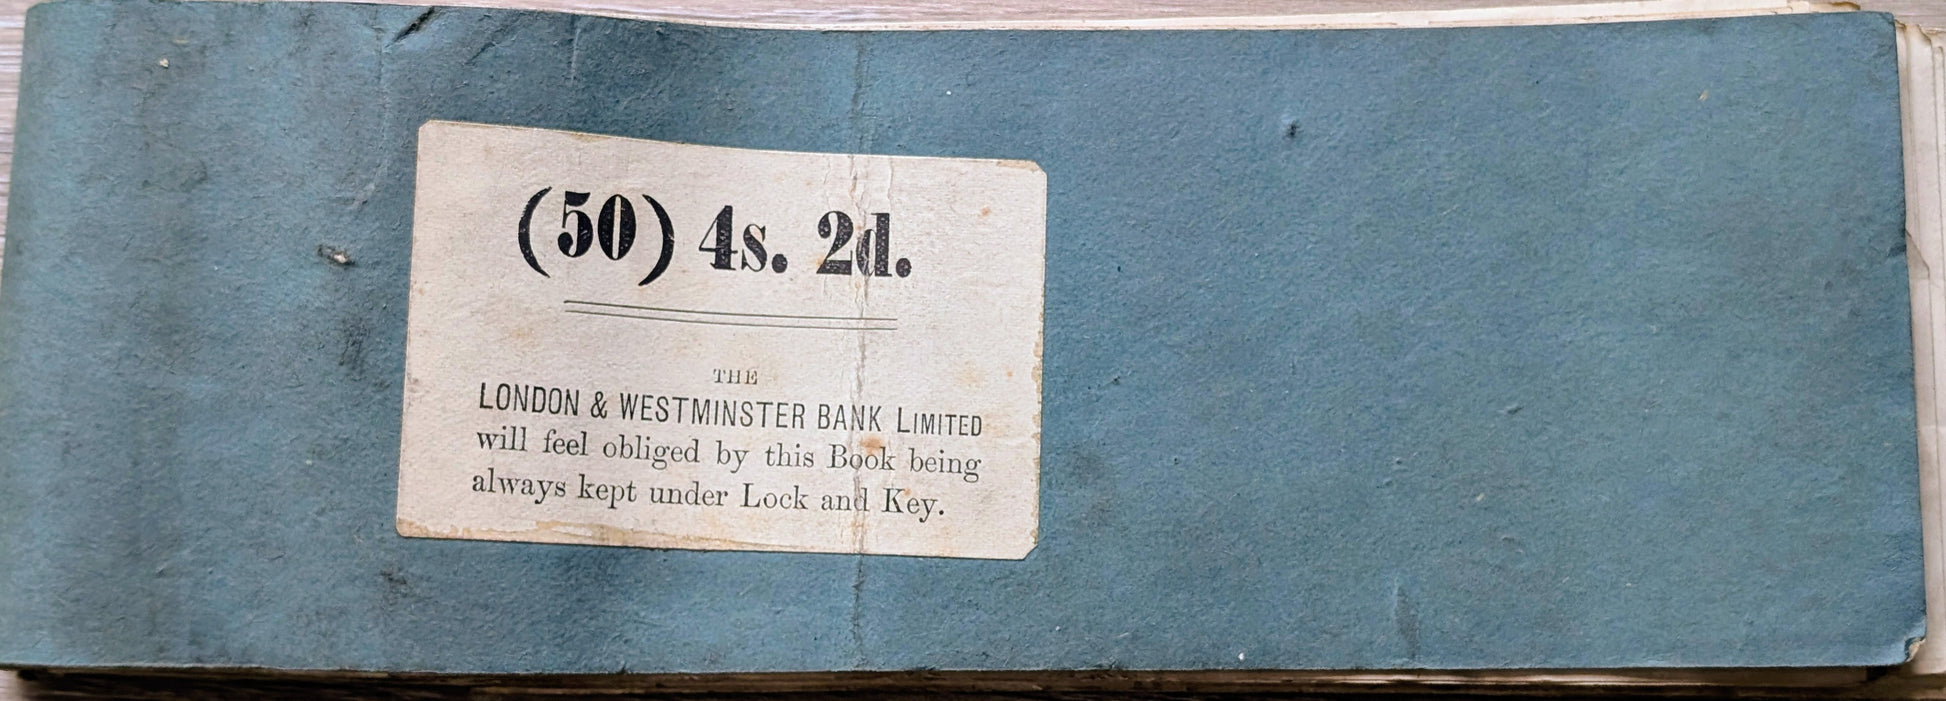 (50) 4s. 2d.
THE
LONDON & WESTMINSTER BANK LIMITED
will feel obliged by this Book being
always kept under Lock and Key.